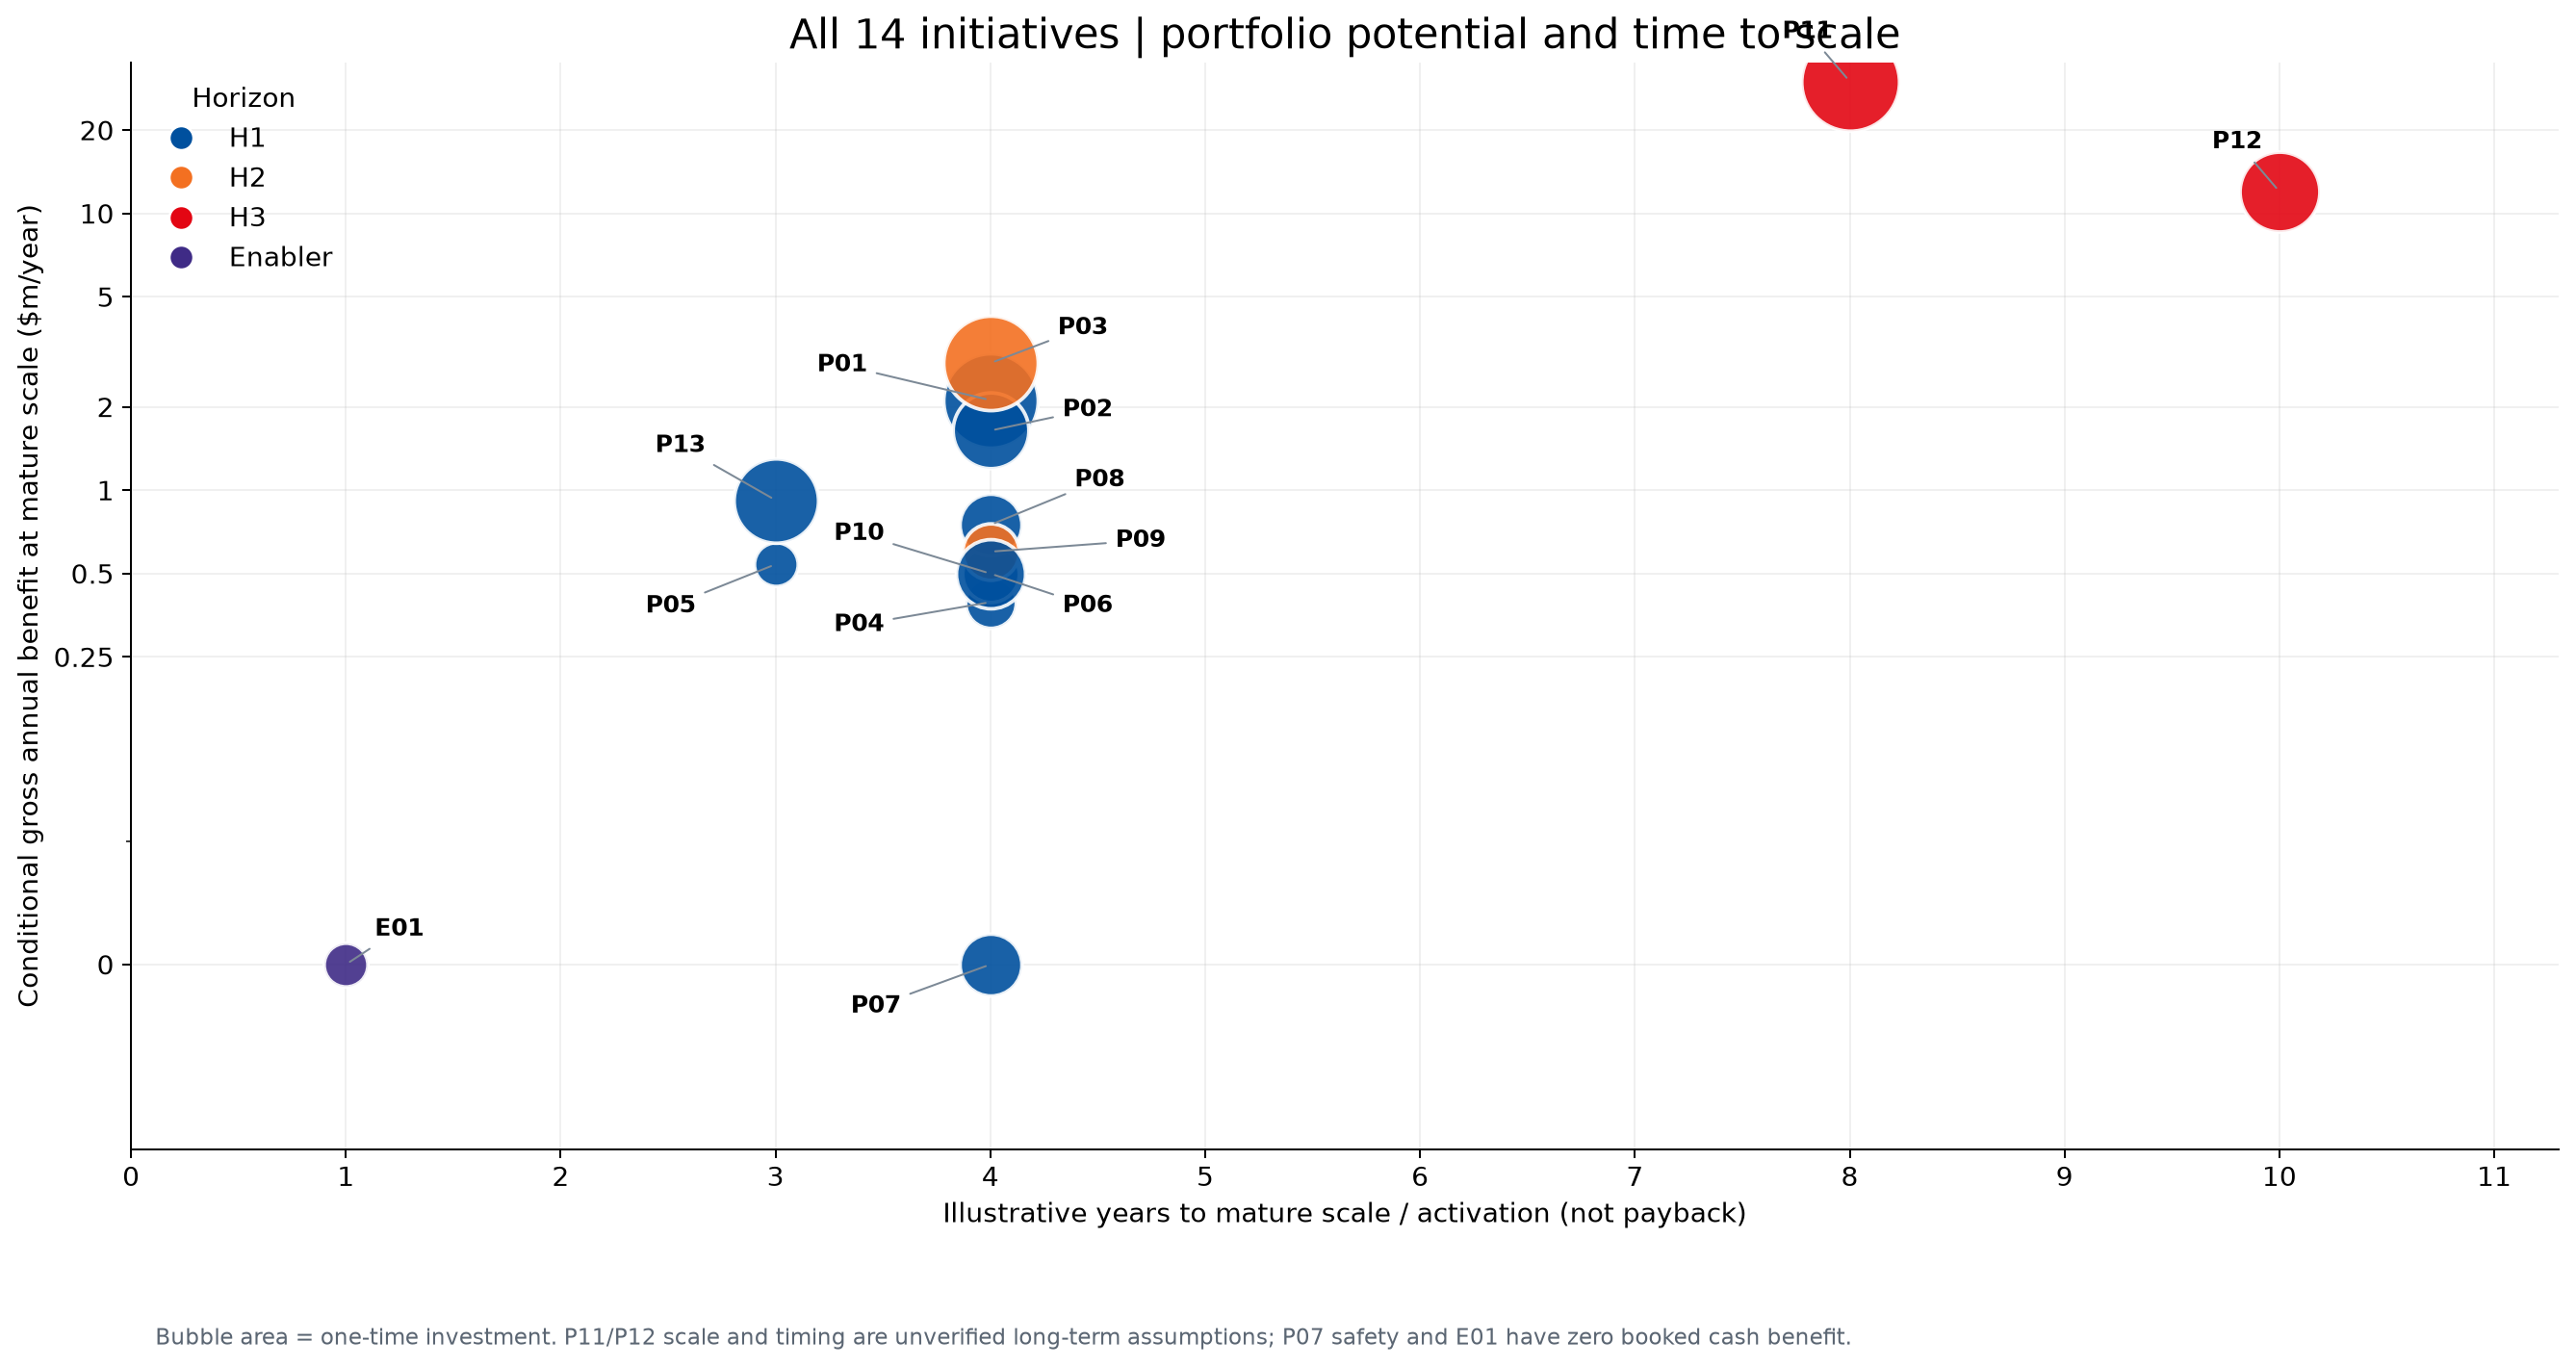 All 14 initiatives | portfolio potential and time to scale
P11
Horizon
H1
H2
H3
Enabler
Conditional gross annual benefit at mature scale ($m/year)
20
10
5
2
1
0.5
0.25
0
P12
P03
P01
P02
P13
P08
P10
P09
P05
P06
P04
E01
P07
0 1 2 3 4 5 6 7 8 9 10 11
Illustrative years to mature scale / activation (not payback)
Bubble area = one-time investment. P11/P12 scale and timing are unverified long-term assumptions; P07 safety and E01 have zero booked cash benefit.